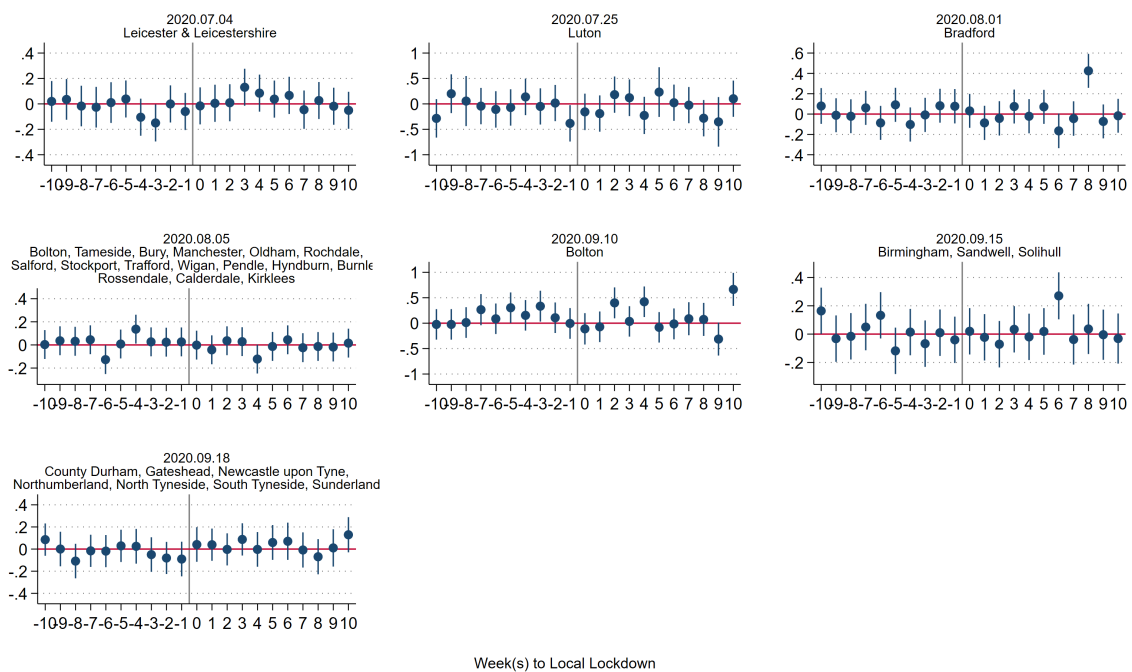 2020.07.04
Leicester & Leicestershire
.4
.2
0
-.2
-.4
-10-9-8-7-6-5-4-3-2-1 0 1 2 3 4 5 6 7 8 9 10
2020.07.25
Luton
1
.5
0
-.5
-1
-10-9-8-7-6-5-4-3-2-1 0 1 2 3 4 5 6 7 8 9 10
2020.08.01
Bradford
.6
.4
.2
0
-.2
-.4
-10-9-8-7-6-5-4-3-2-1 0 1 2 3 4 5 6 7 8 9 10
2020.08.05
Bolton, Tameside, Bury, Manchester, Oldham, Rochdale,
Salford, Stockport, Trafford, Wigan, Pendle, Hyndburn, Burnle
Rossendale, Calderdale, Kirklees
.4
.2
0
-.2
-10-9-8-7-6-5-4-3-2-1 0 1 2 3 4 5 6 7 8 9 10
2020.09.10
Bolton
1
.5
0
-.5
-1
-10-9-8-7-6-5-4-3-2-1 0 1 2 3 4 5 6 7 8 9 10
2020.09.15
Birmingham, Sandwell, Solihull
.4
.2
0
-.2
-10-9-8-7-6-5-4-3-2-1 0 1 2 3 4 5 6 7 8 9 10
2020.09.18
County Durham, Gateshead, Newcastle upon Tyne,
Northumberland, North Tyneside, South Tyneside, Sunderland
.4
.2
0
-.2
-.4
-10-9-8-7-6-5-4-3-2-1 0 1 2 3 4 5 6 7 8 9 10
Week(s) to Local Lockdown